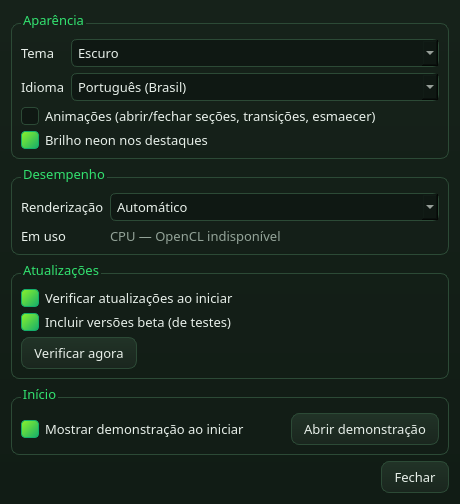 Aparência
Tema Escuro
Idioma Português (Brasil)
Animações (abrir/fechar seções, transições, esmaecer)
Brilho neon nos destaques
Desempenho
Renderização Automático
Em uso CPU — OpenCL indisponível
Atualizações
Verificar atualizações ao iniciar
Incluir versões beta (de testes)
Verificar agora
Início
Mostrar demonstração ao iniciar Abrir demonstração
Fechar